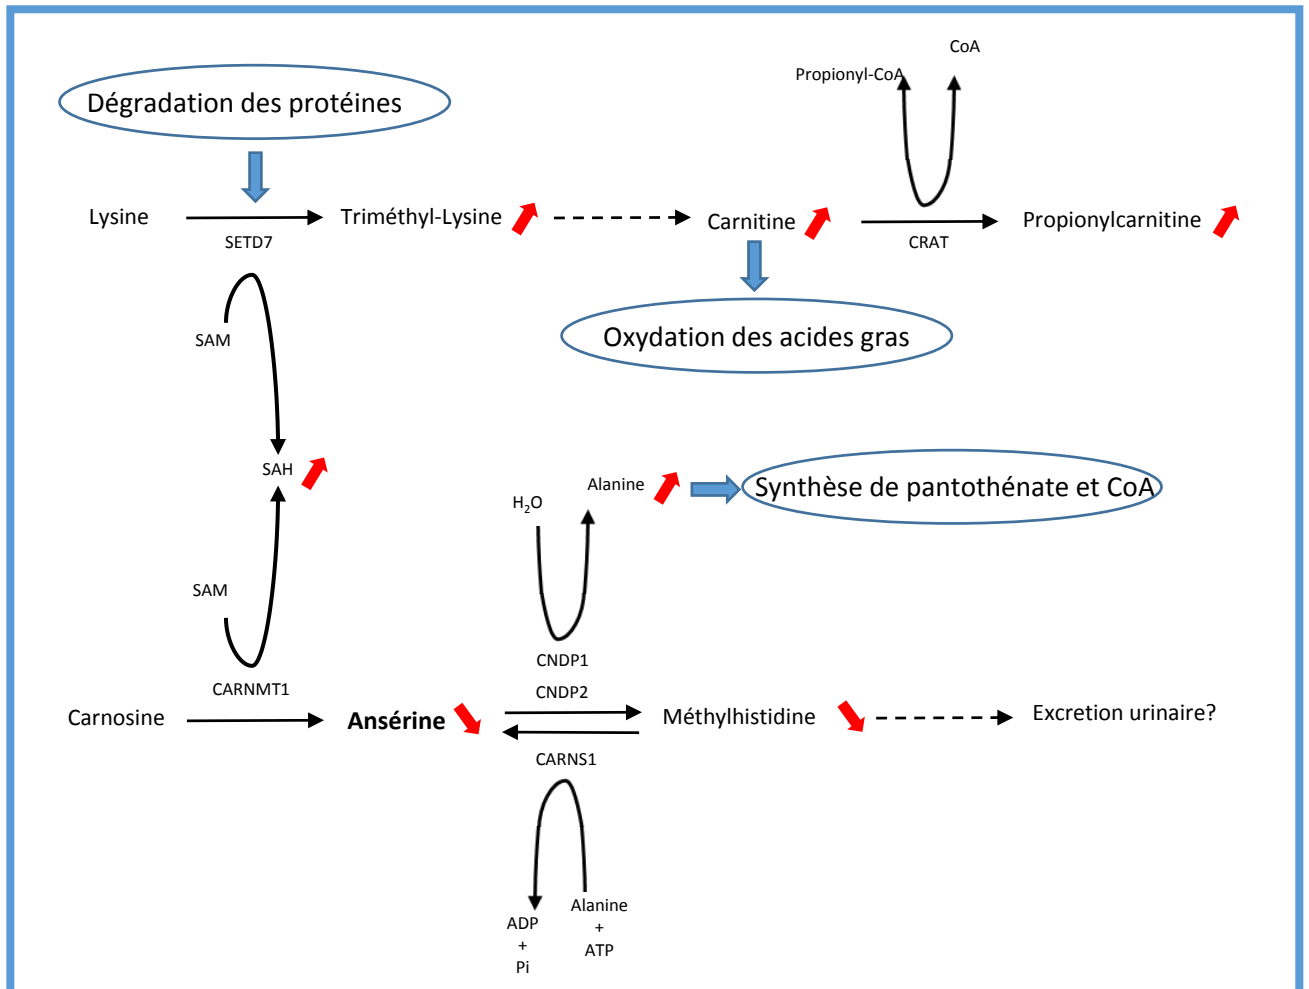 CoA
Propionyl-CoA
Dégradation des protéines
Lysine
Triméthyl-Lysine
Carnitine
Propionylcarnitine
SETD7
CRAT
SAM
Oxydation des acides gras
SAH
Alanine
Synthèse de pantothénate et CoA
H₂O
SAM
CNDP1
CARNMT1
CNDP2
Carnosine
Ansérine
Méthylhistidine
Excretion urinaire?
CARNS1
ADP
+
Pi
Alanine
+
ATP